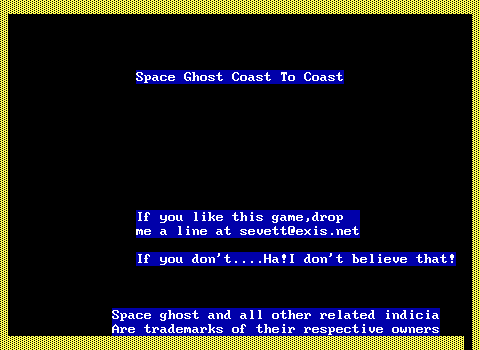 Space Ghost Coast To Coast
If you like this game,drop
me a line at sevett@exis.net
If you don't....Ha!I don't believe that!
Space ghost and all other related indicia
Are trademarks of their respective owners